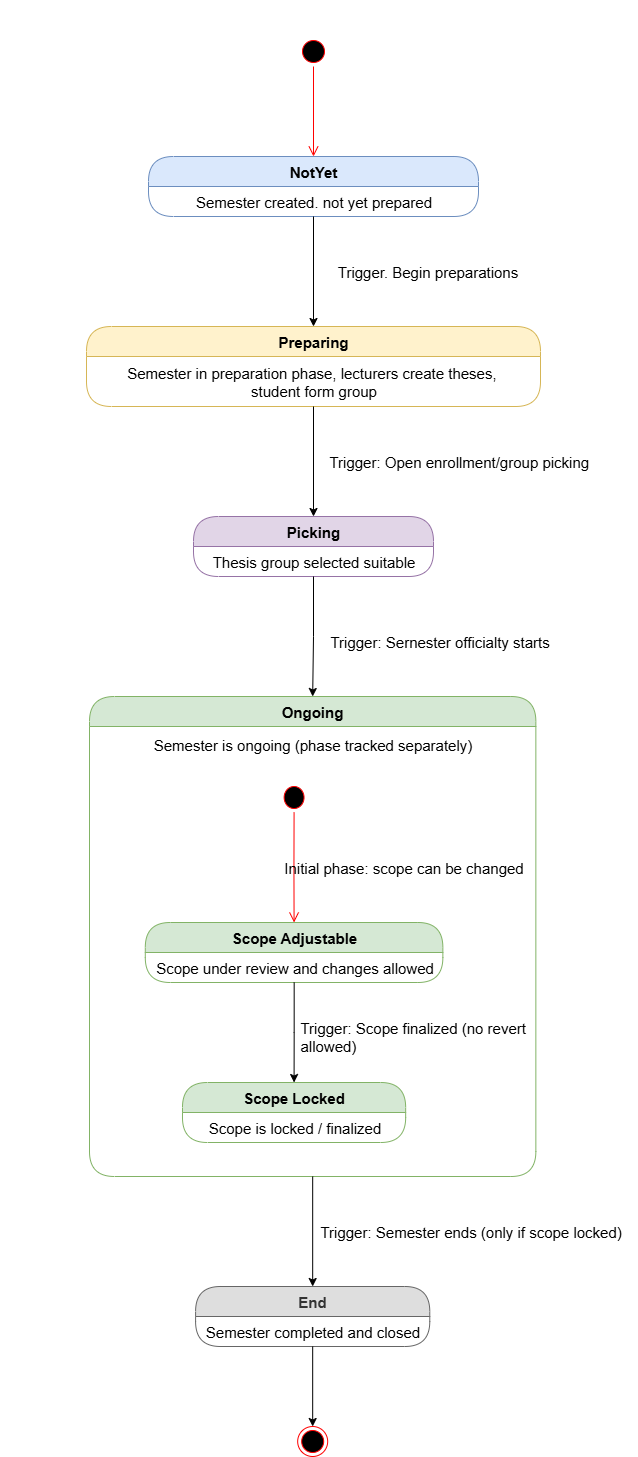 NotYet
Semester created. not yet prepared
Trigger. Begin preparations
Preparing
Semester in preparation phase, lecturers create theses,
student form group
Trigger: Open enrollment/group picking
Picking
Thesis group selected suitable
Trigger: Sernester officialty starts
Ongoing
Semester is ongoing (phase tracked separately)
Initial phase: scope can be changed
Scope Adjustable
Scope under review and changes allowed
Trigger: Scope finalized (no revert
allowed)
Scope Locked
Scope is locked / finalized
Trigger: Semester ends (only if scope locked)
End
Semester completed and closed